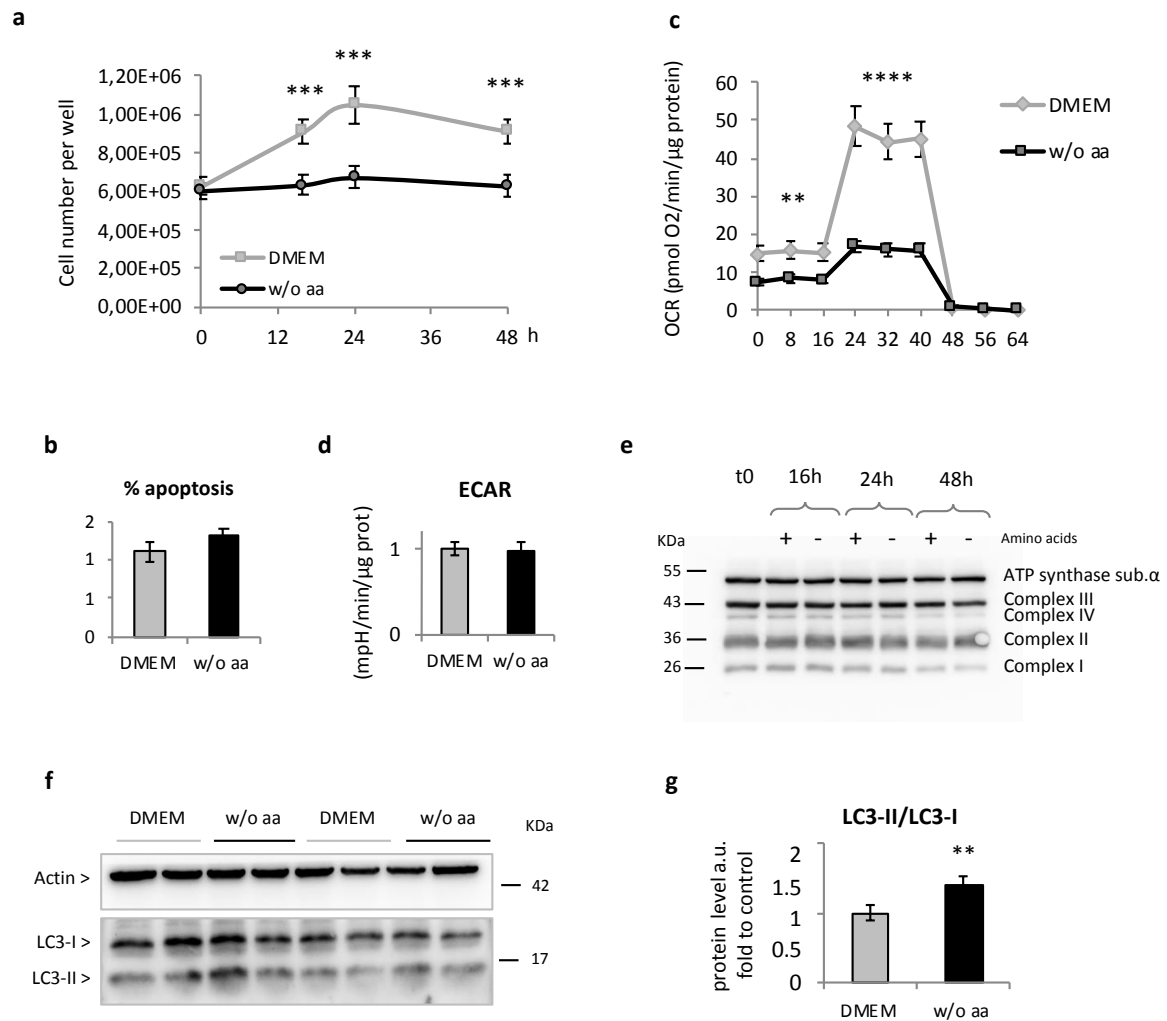 a
***
***
***
1,20E+06
1,00E+06
8,00E+05
6,00E+05
4,00E+05
2,00E+05
0,00E+00
Cell number per well
DMEM
w/o aa
0 12 24 36 48 h
c
****
**
60
50
40
30
20
10
0
OCR (pmol O2/min/µg protein)
DMEM
w/o aa
0 8 16 24 32 40 48 56 64
b
% apoptosis
2
1
1
0
DMEM w/o aa
d
ECAR
(mpH/min/µg prot)
1
0
DMEM w/o aa
e
t0 16h 24h 48h
KDa + - + - + - Amino acids
55 ATP synthase sub.α
43 Complex III
Complex IV
36 Complex II
26 Complex I
f
DMEM w/o aa DMEM w/o aa KDa
Actin >
42
LC3-I >
17
LC3-II >
g
LC3-II/LC3-I
**
protein level a.u.
fold to control
2
1.5
1
0.5
0
DMEM w/o aa